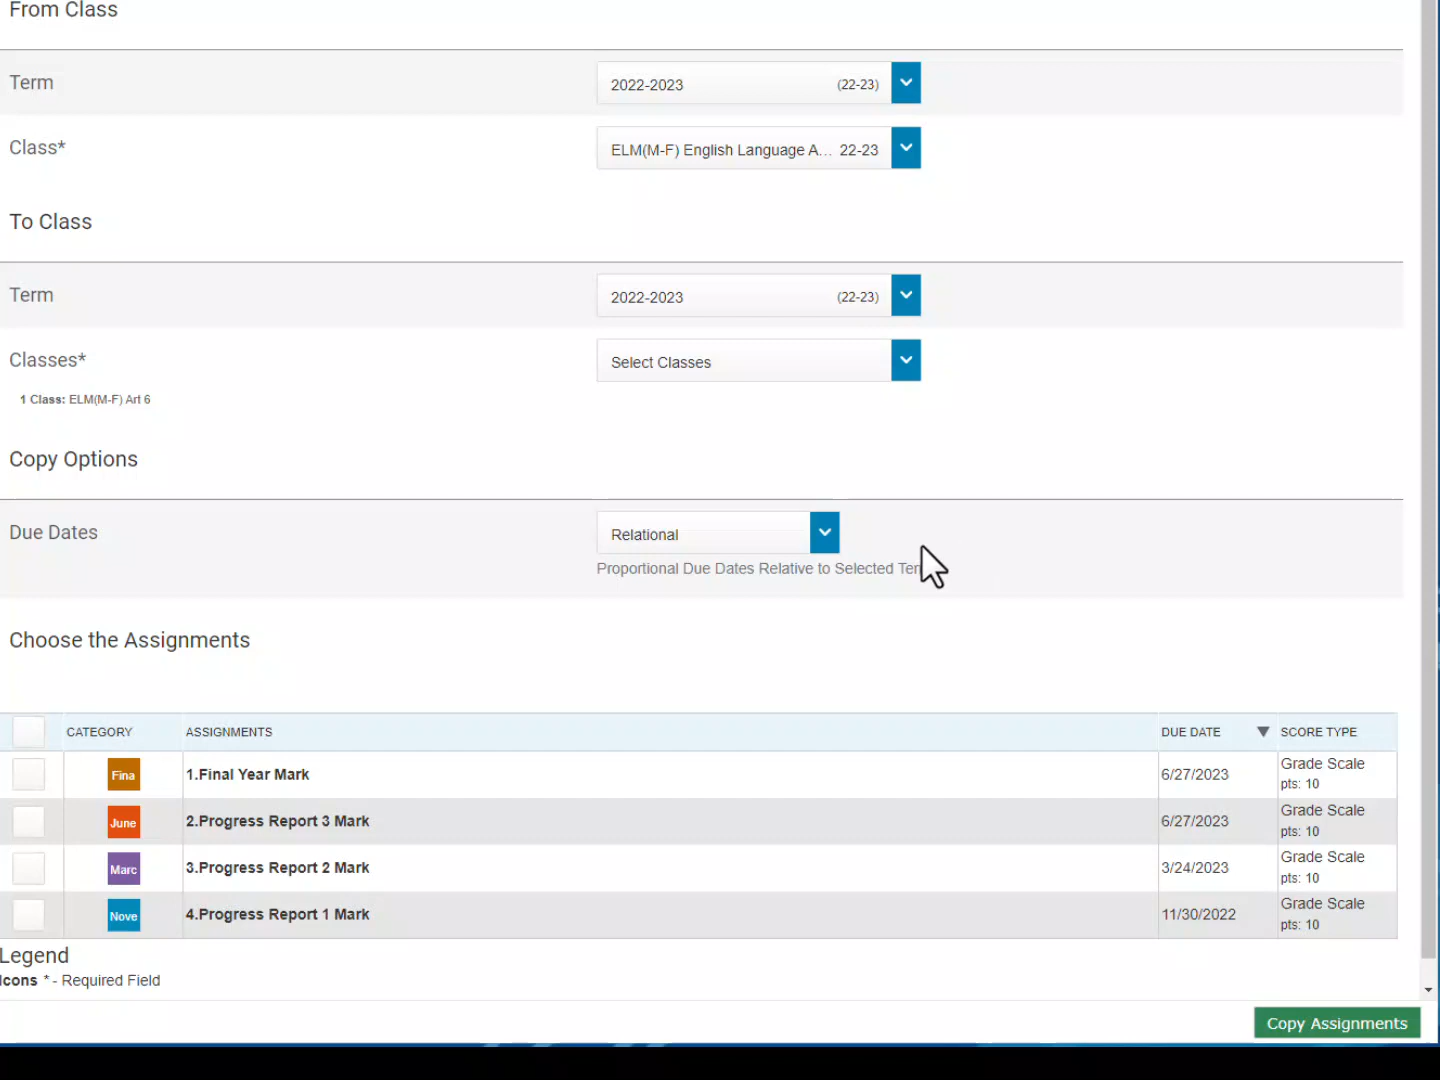 From Class
Term
2022-2023 (22-23)
Class*
ELM(M-F) English Language A... 22-23
To Class
Term
2022-2023 (22-23)
Classes*
Select Classes
1 Class: ELM(M-F) Art 6
Copy Options
Due Dates
Relational
Proportional Due Dates Relative to Selected
Choose the Assignments
CATEGORY ASSIGNMENTS DUE DATE SCORE TYPE
Fina 1.Final Year Mark 6/27/2023 Grade Scale
pts: 10
June 2.Progress Report 3 Mark 6/27/2023 Grade Scale
pts: 10
Marc 3.Progress Report 2 Mark 3/24/2023 Grade Scale
pts: 10
Nove 4.Progress Report 1 Mark 11/30/2022 Grade Scale
pts: 10
Legend
Icons * - Required Field
Copy Assignments